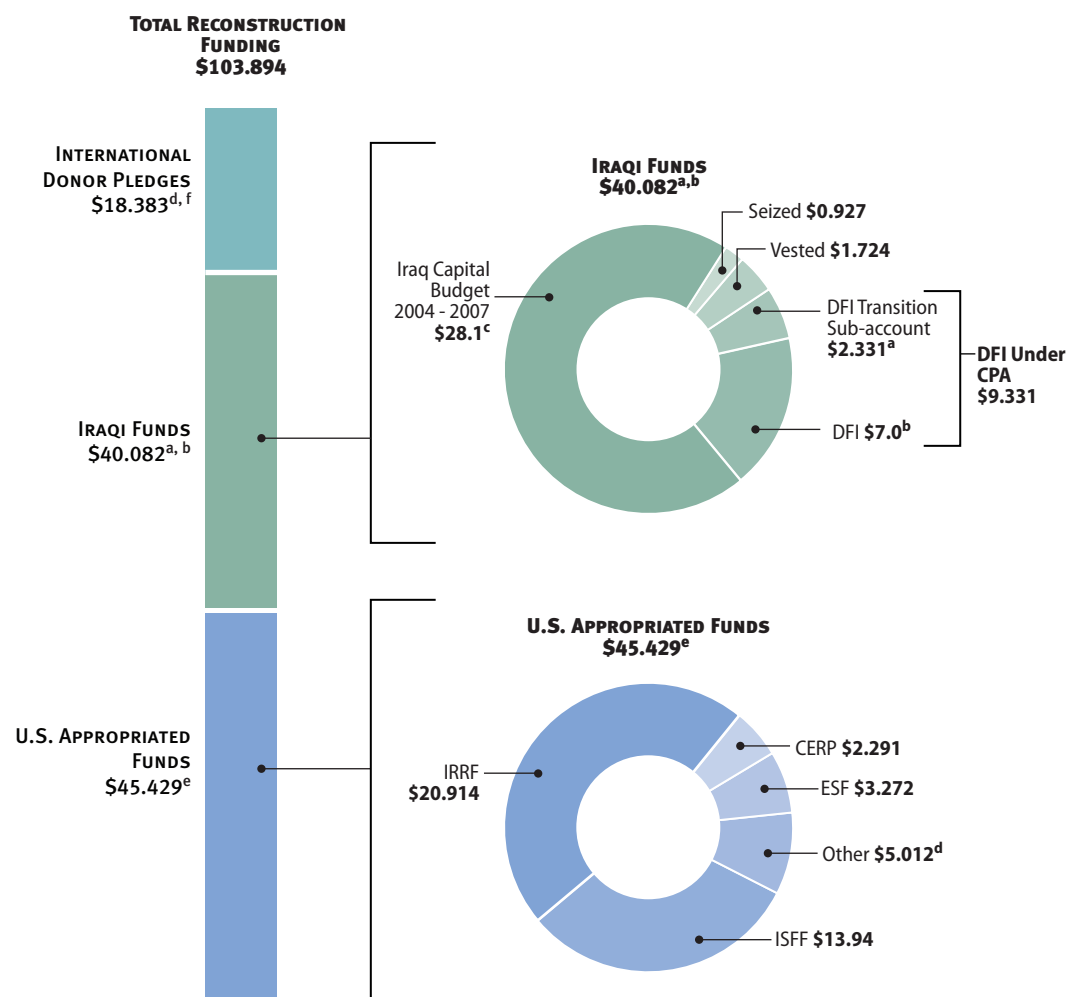 TOTAL RECONSTRUCTION
FUNDING
$103.894
INTERNATIONAL
DONOR PLEDGES
$18.383d, f
IRAQI FUNDS
$40.082a, b
U.S. APPROPRIATED
FUNDS
$45.429e
IRAQI FUNDS
$40.082a,b
Seized $0.927
Vested $1.724
Iraq Capital
Budget
2004 - 2007
$28.1c
DFI Transition
Sub-account
$2.331a
DFI Under
CPA
$9.331
DFI $7.0b
U.S. APPROPRIATED FUNDS
$45.429e
CERP $2.291
IRRF
$20.914
ESF $3.272
Other $5.012d
ISFF $13.94